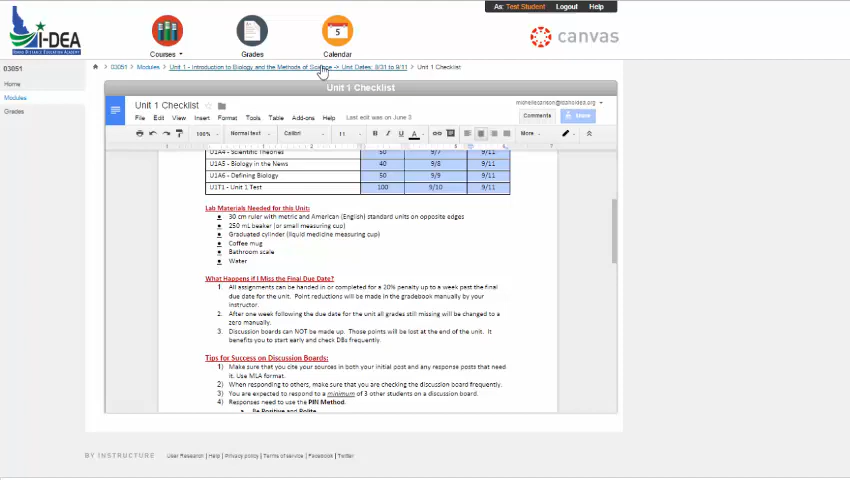 As: Test Student Logout Help
I-DEA
Courses
Grades
5
Calendar
canvas
03051
03051 Modules Unit 1 - Introduction to Biology and the Methods of Science -> Unit Dates: 8/31 to 9/11 Unit 1 Checklist
Home
Modules
Grades
Unit 1 Checklist
Unit 1 Checklist
File Edit View Insert Format Tools Table Add-ons Help Last edit was on June 3
Comments Share
100% Normal text Calibri 11 B I U A More
1 1 2 3 4 5 7
U1A4 - Scientific Theories 50 9/7 9/11
U1A5 - Biology in the News 40 9/8 9/11
U1A6 - Defining Biology 50 9/9 9/11
U1T1 - Unit 1 Test 100 9/10 9/11
Lab Materials Needed for this Unit:
30 cm ruler with metric and American (English) standard units on opposite edges
250 mL beaker (or small measuring cup)
Graduated cylinder (liquid medicine measuring cup)
Coffee mug
Bathroom scale
Water
What Happens if I Miss the Final Due Date?
1. All assignments can be handed in or completed for a 20% penalty up to a week past the final
due date for the unit. Point reductions will be made in the gradebook manually by your
instructor.
2. After one week following the due date for the unit all grades still missing will be changed to a
zero manually.
3. Discussion boards can NOT be made up. Those points will be lost at the end of the unit. It
benefits you to start early and check DBs frequently.
Tips for Success on Discussion Boards:
1) Make sure that you cite your sources in both your initial post and any response posts that need
it. Use MLA format.
2) When responding to others, make sure that you are checking the discussion board frequently.
3) You are expected to respond to a minimum of 3 other students on a discussion board.
4) Responses need to use the PIN Method.
Be Positive and Polite
BY INSTRUCTURE User Research | Help | Privacy policy | Terms of service | Facebook | Twitter